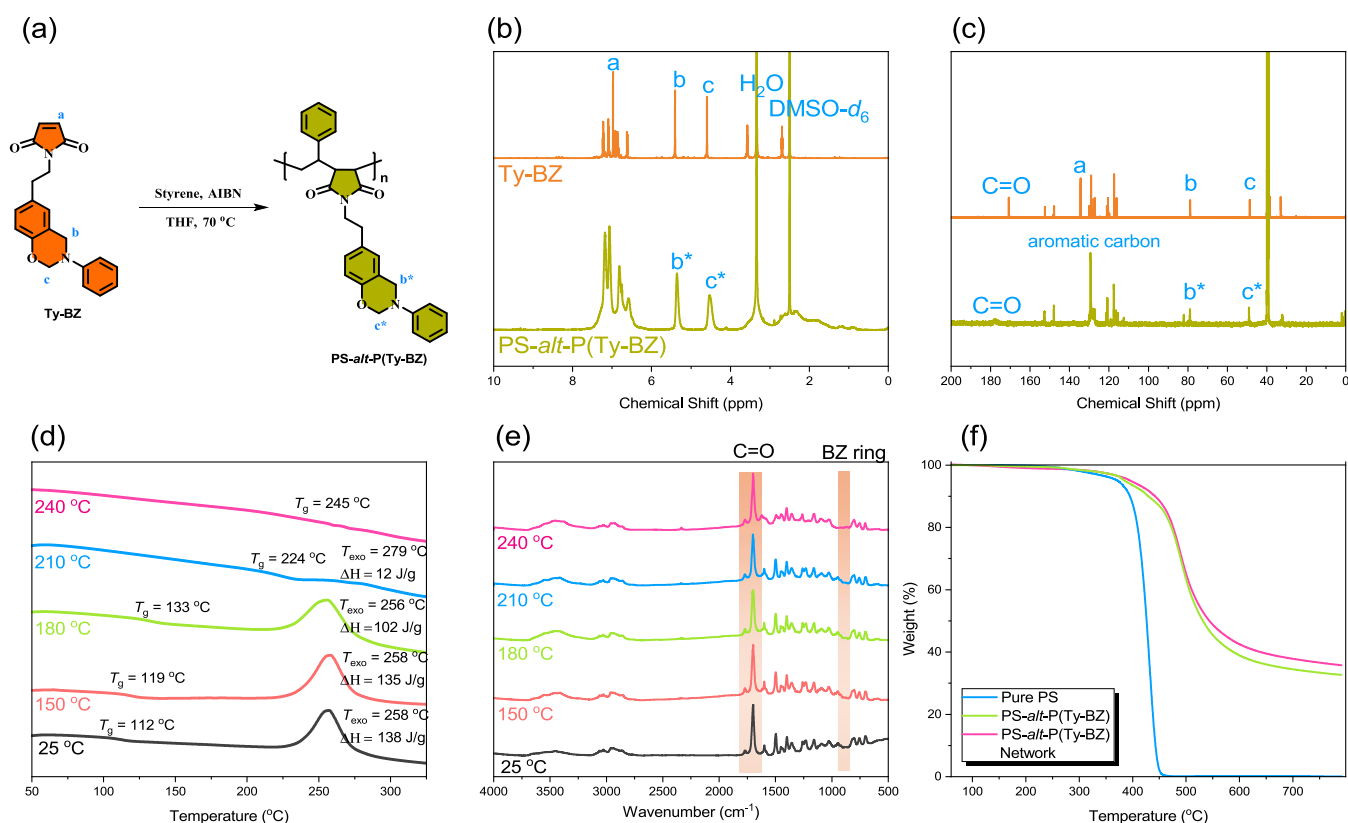 (a)
a
O
O
N
b
O
N
c
Ty-BZ
Styrene, AIBN
THF, 70 °C
n
O
O
N
b*
O
N
c*
PS-alt-P(Ty-BZ)
(b)
a
b
c
H₂O
DMSO-d₆
Ty-BZ
b*
c*
PS-alt-P(Ty-BZ)
10
8
6
4
2
0
Chemical Shift (ppm)
(c)
C=O
a
b
c
aromatic carbon
C=O
b*
c*
200
180
160
140
120
100
80
60
40
20
0
Chemical Shift (ppm)
(d)
240 °C
Tg = 245 °C
210 °C
Tg = 224 °C
Texo = 279 °C
ΔH = 12 J/g
180 °C
Tg = 133 °C
Texo = 256 °C
ΔH = 102 J/g
150 °C
Tg = 119 °C
Texo = 258 °C
ΔH = 135 J/g
25 °C
Tg = 112 °C
Texo = 258 °C
ΔH = 138 J/g
50
100
150
200
250
300
Temperature (°C)
(e)
C=O
BZ ring
240 °C
210 °C
180 °C
150 °C
25 °C
4000
3500
3000
2500
2000
1500
1000
500
Wavenumber (cm⁻¹)
(f)
Weight (%)
100
80
60
40
20
0
Pure PS
PS-alt-P(Ty-BZ)
PS-alt-P(Ty-BZ)
Network
100
200
300
400
500
600
700
Temperature (°C)